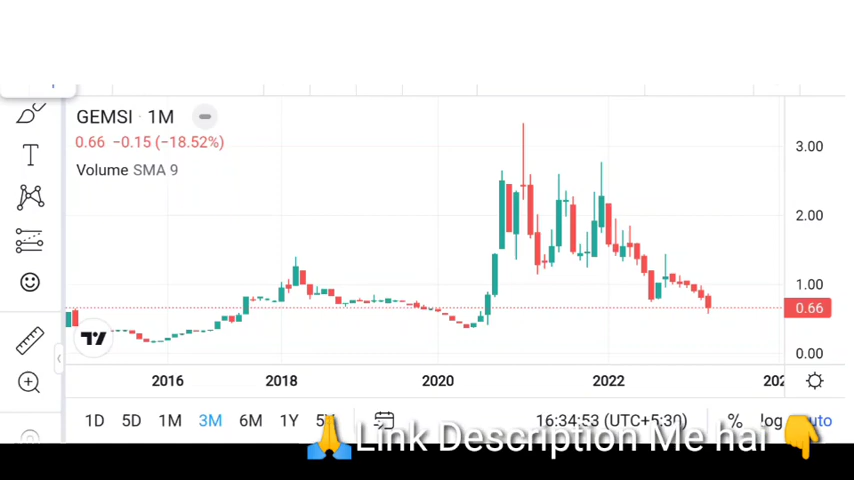 GEMSI · 1M
0.66 −0.15 (−18.52%)
Volume SMA 9
3.00
2.00
1.00
0.66
0.00
2016 2018 2020 2022
1D 5D 1M 3M 6M 1Y 16:34:53 (UTC+5:30) % log
🙏Link Description Me hai👇